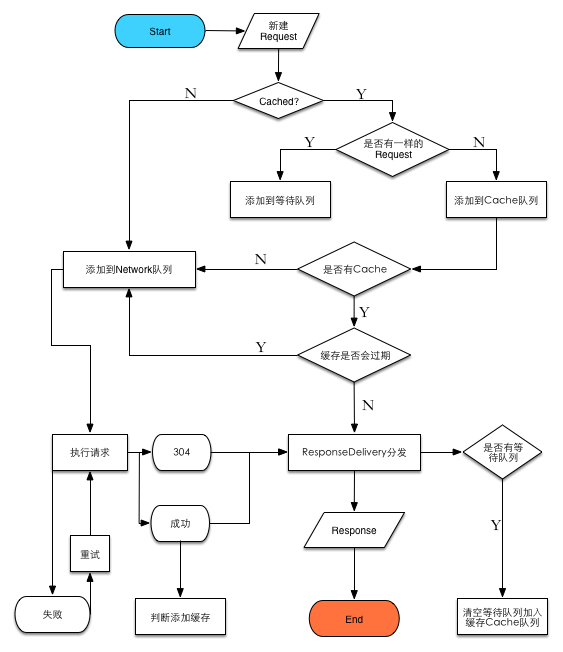 Start
新建
Request
Cached?
N
Y
是否有一样的
Request
Y
N
添加到等待队列
添加到Cache队列
添加到Network队列
N
是否有Cache
Y
缓存是否会过期
Y
N
执行请求
304
ResponseDelivery分发
是否有等
待队列
成功
Response
Y
重试
失败
判断添加缓存
End
清空等待队列加入
缓存Cache队列